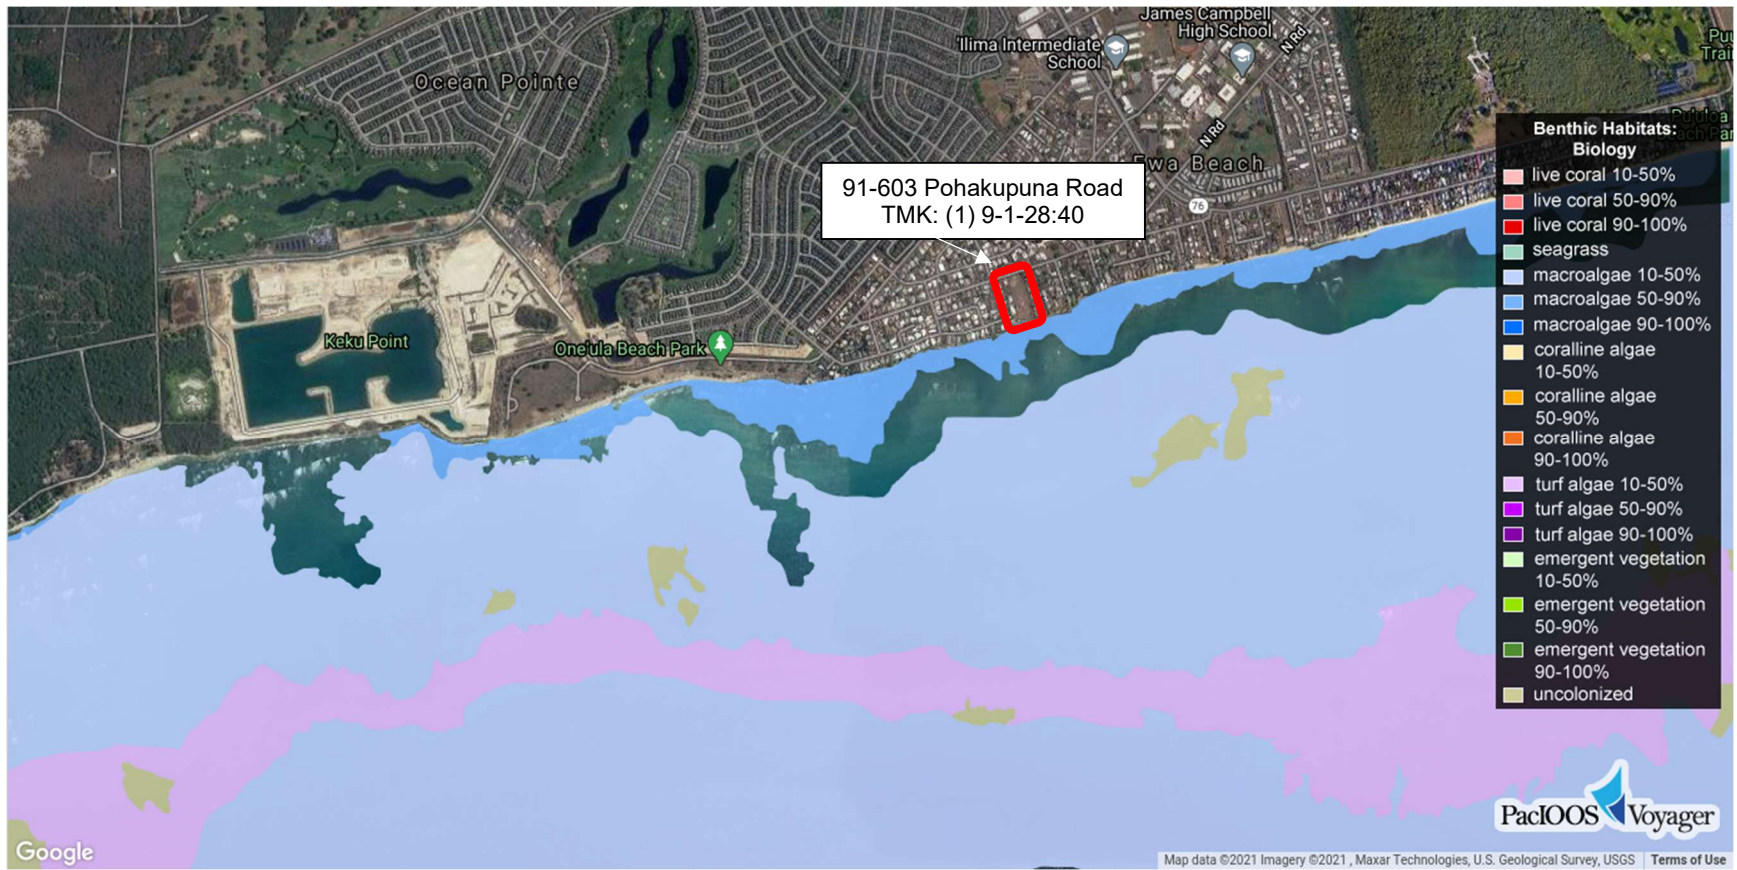 James Campbell
High School
'Ilima Intermediate
School
N Rd
Ocean Pointe
N Rd
Ewa Beach
76
91-603 Pohakupuna Road
TMK: (1) 9-1-28:40
Keku Point
One'ula Beach Park
Benthic Habitats:
Biology
live coral 10-50%
live coral 50-90%
live coral 90-100%
seagrass
macroalgae 10-50%
macroalgae 50-90%
macroalgae 90-100%
coralline algae
10-50%
coralline algae
50-90%
coralline algae
90-100%
turf algae 10-50%
turf algae 50-90%
turf algae 90-100%
emergent vegetation
10-50%
emergent vegetation
50-90%
emergent vegetation
90-100%
uncolonized
PacIOOS Voyager
Google
Map data ©2021 Imagery ©2021 , Maxar Technologies, U.S. Geological Survey, USGS
Terms of Use